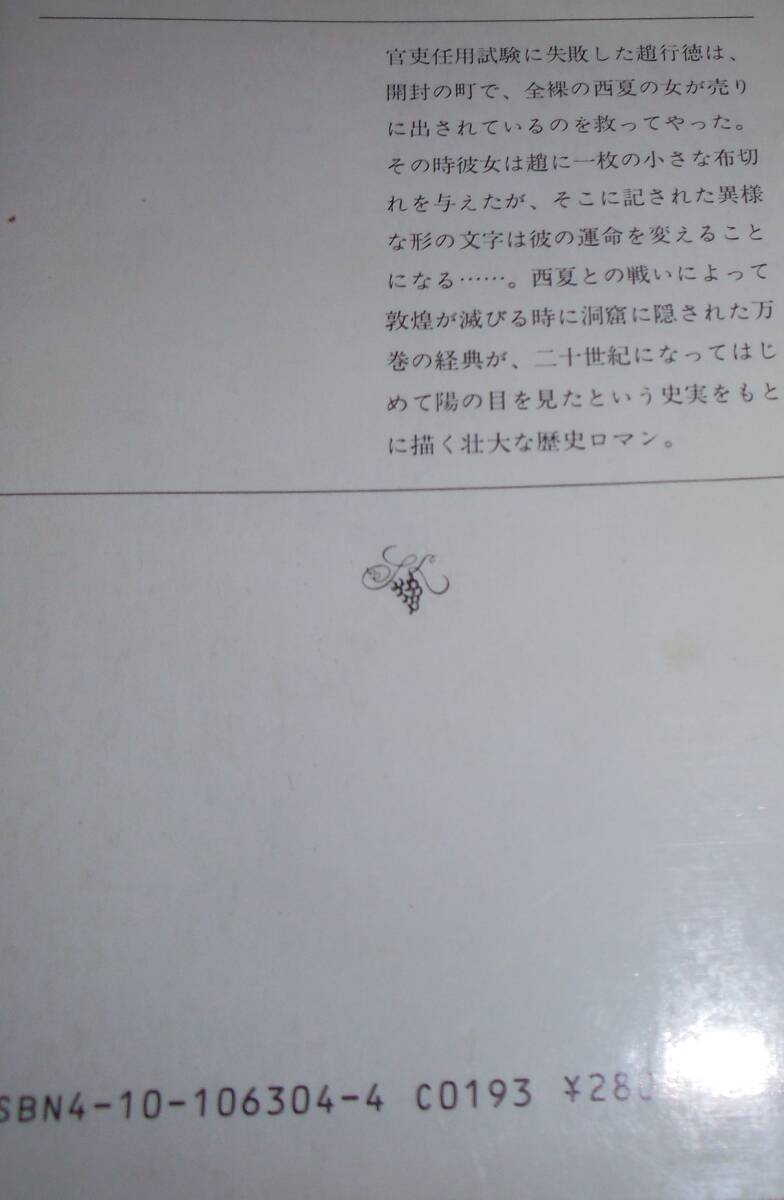 官吏任用試験に失敗した趙行徳は、
開封の町で、全裸の西夏の女が売り
に出されているのを救ってやった。
その時彼女は趙に一枚の小さな布切
れを与えたが、そこに記された異様
な形の文字は彼の運命を変えること
になる……。西夏との戦いによって
敦煌が滅びる時に洞窟に隠された万
巻の経典が、二十世紀になってはじ
めて陽の目を見たという史実をもと
に描く壮大な歴史ロマン。
SBN4-10-106304-4 C0193 ¥280